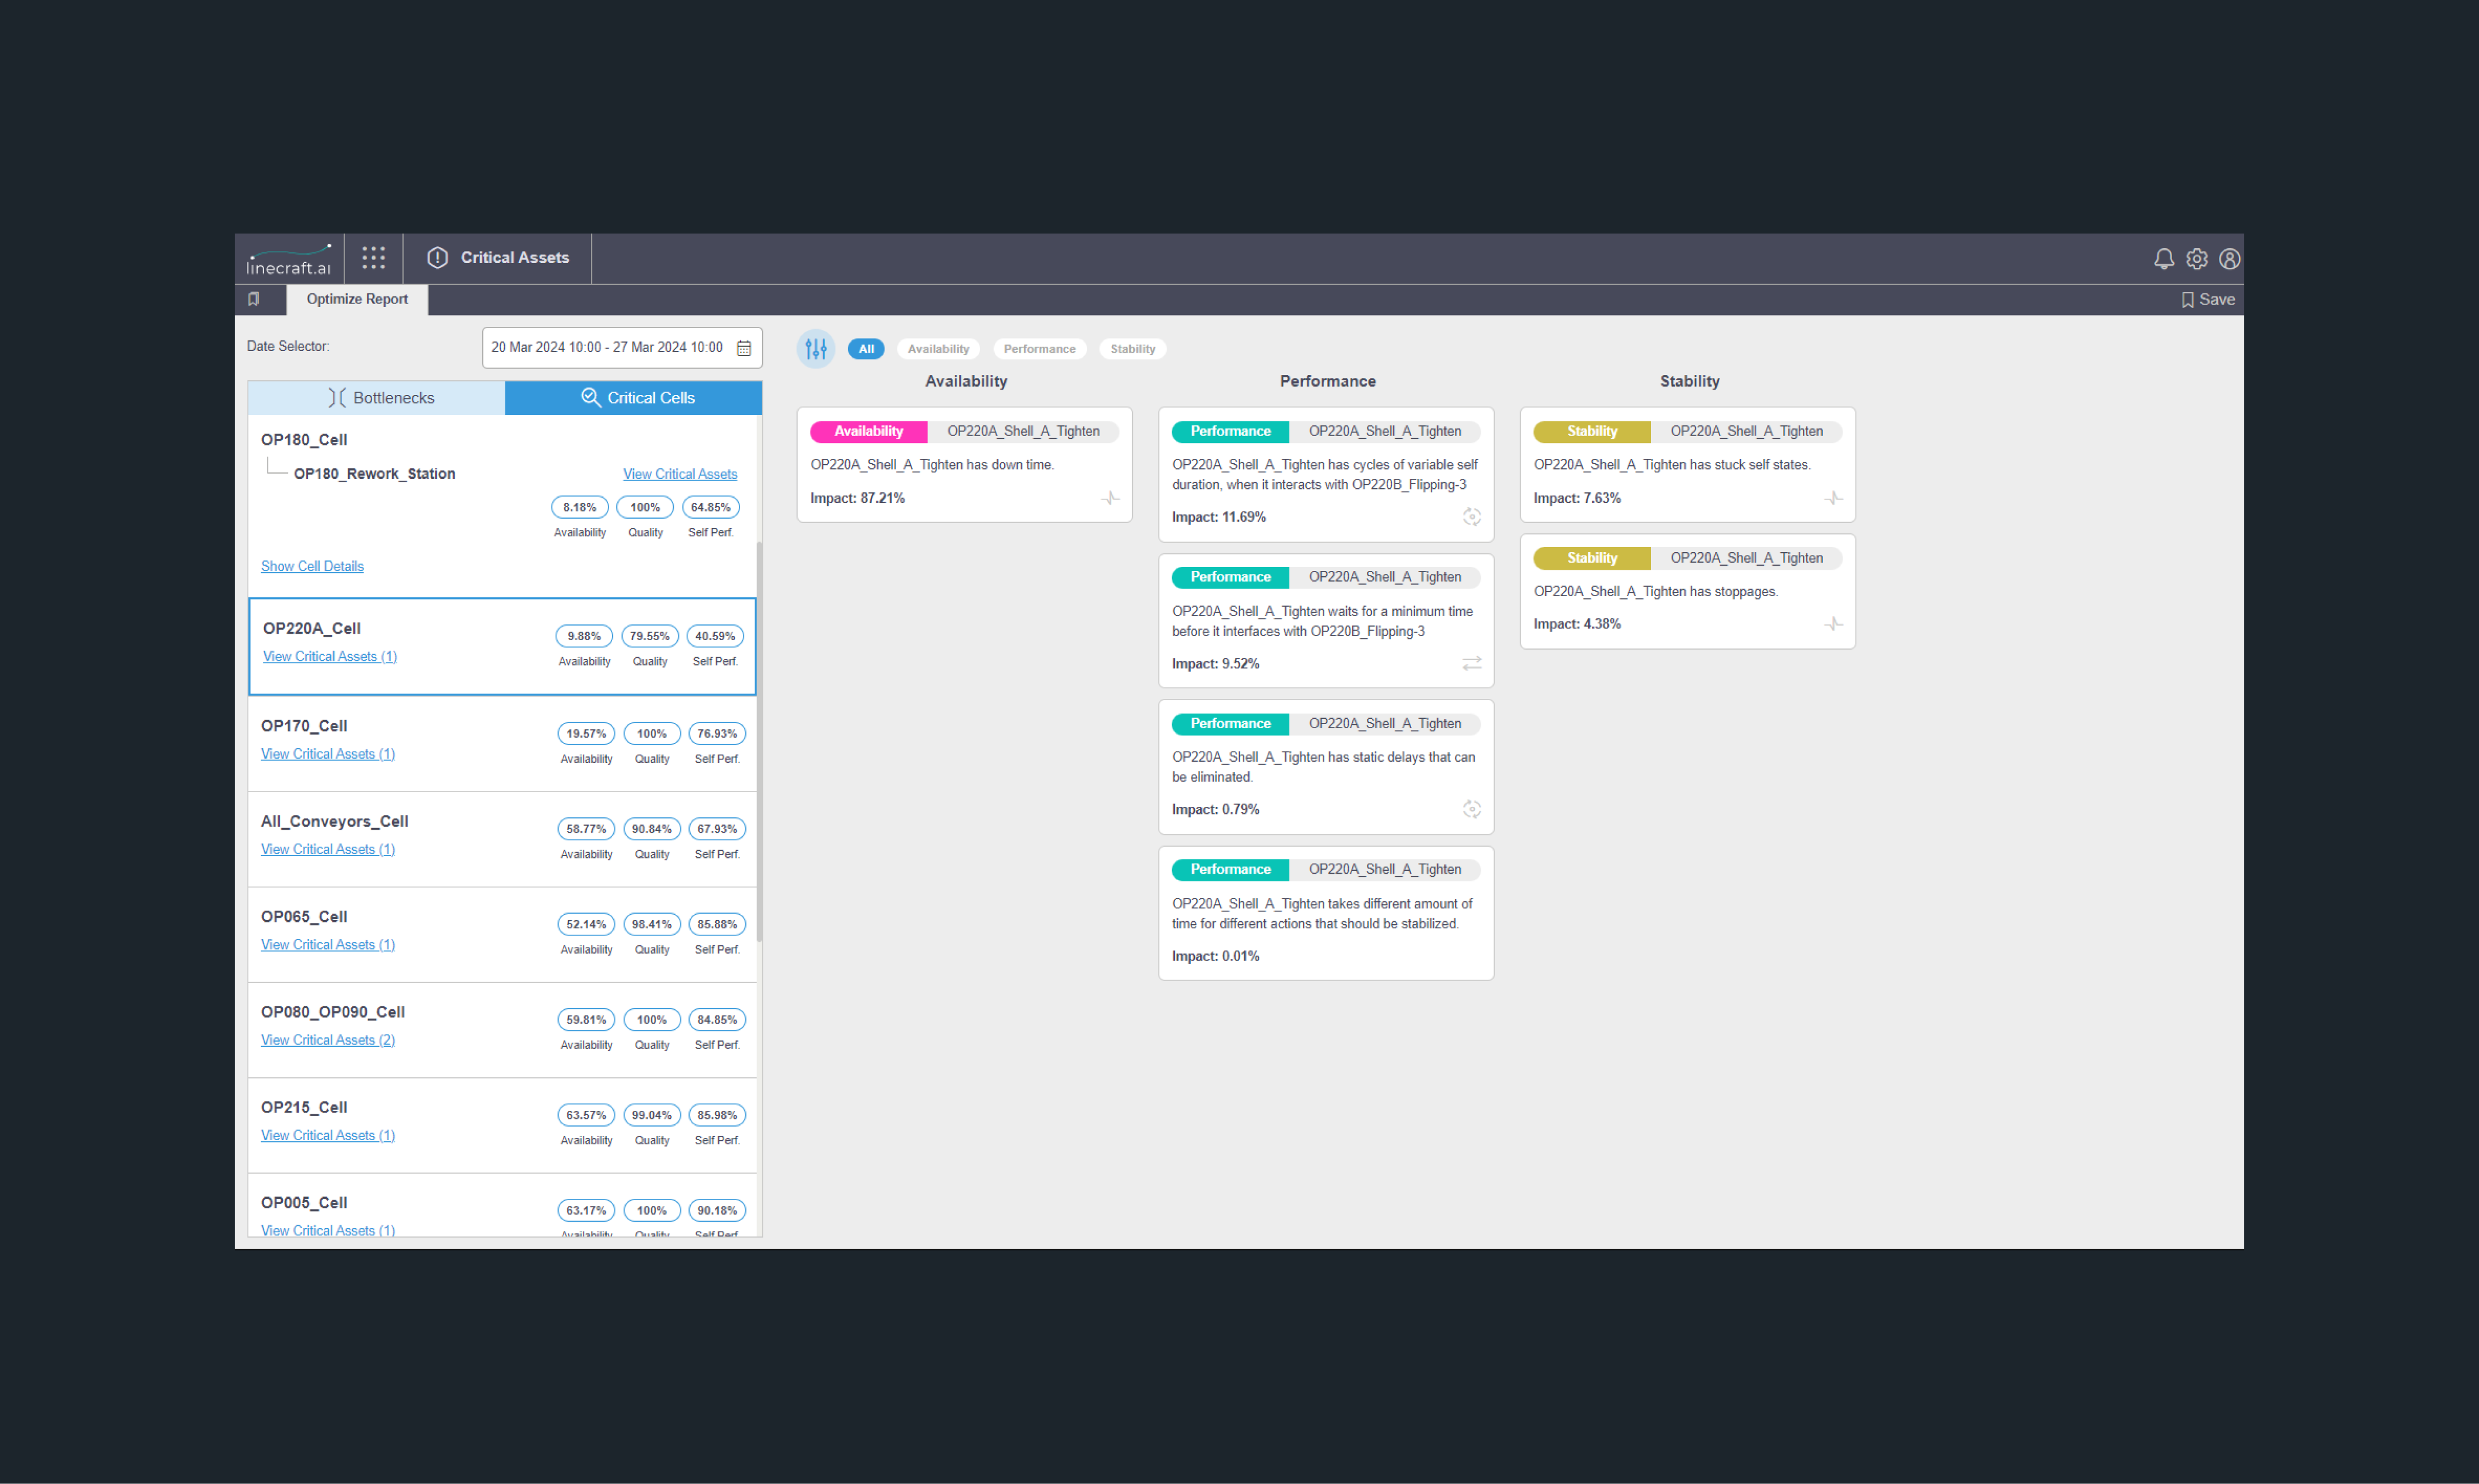 linecraft.ai
Critical Assets
Optimize Report
Save
Date Selector:
20 Mar 2024 10:00 - 27 Mar 2024 10:00
Bottlenecks
Critical Cells
OP180_Cell
OP180_Rework_Station
View Critical Assets
8.18% 100% 64.85%
Availability Quality Self Perf.
Show Cell Details
OP220A_Cell
View Critical Assets (1)
9.88% 79.55% 40.59%
Availability Quality Self Perf.
OP170_Cell
View Critical Assets (1)
19.57% 100% 76.93%
Availability Quality Self Perf.
All_Conveyors_Cell
View Critical Assets (1)
58.77% 90.84% 67.93%
Availability Quality Self Perf.
OP065_Cell
View Critical Assets (1)
52.14% 98.41% 85.88%
Availability Quality Self Perf.
OP080_OP090_Cell
View Critical Assets (2)
59.81% 100% 84.85%
Availability Quality Self Perf.
OP215_Cell
View Critical Assets (1)
63.57% 99.04% 85.98%
Availability Quality Self Perf.
OP005_Cell
View Critical Assets (1)
63.17% 100% 90.18%
Availability Quality Self Perf.
All Availability Performance Stability
Availability
Availability OP220A_Shell_A_Tighten
OP220A_Shell_A_Tighten has down time.
Impact: 87.21%
Performance
Performance OP220A_Shell_A_Tighten
OP220A_Shell_A_Tighten has cycles of variable self
duration, when it interacts with OP220B_Flipping-3
Impact: 11.69%
Performance OP220A_Shell_A_Tighten
OP220A_Shell_A_Tighten waits for a minimum time
before it interfaces with OP220B_Flipping-3
Impact: 9.52%
Performance OP220A_Shell_A_Tighten
OP220A_Shell_A_Tighten has static delays that can
be eliminated.
Impact: 0.79%
Performance OP220A_Shell_A_Tighten
OP220A_Shell_A_Tighten takes different amount of
time for different actions that should be stabilized.
Impact: 0.01%
Stability
Stability OP220A_Shell_A_Tighten
OP220A_Shell_A_Tighten has stuck self states.
Impact: 7.63%
Stability OP220A_Shell_A_Tighten
OP220A_Shell_A_Tighten has stoppages.
Impact: 4.38%